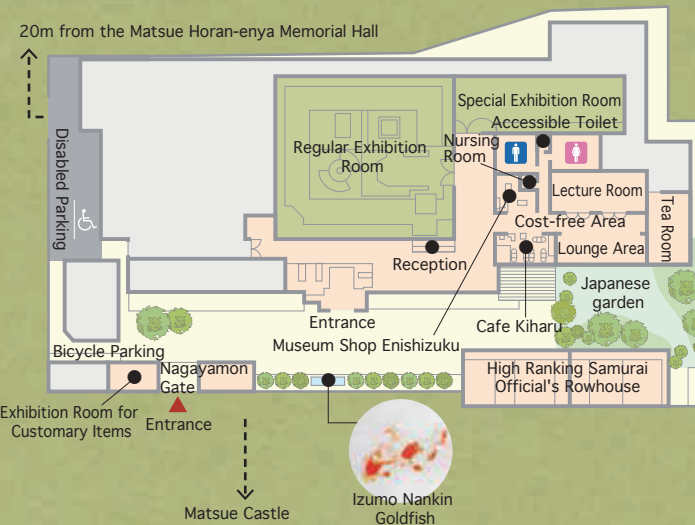 20m from the Matsue Horan-enya Memorial Hall
Disabled Parking
Regular Exhibition
Room
Special Exhibition Room
Accessible Toilet
Nursing
Room
Lecture Room
Cost-free Area
Lounge Area
Tea Room
Reception
Entrance
Museum Shop Enishizuku
Cafe Kiharu
Japanese
garden
Bicycle Parking
Nagayamon
Gate
High Ranking Samurai
Official's Rowhouse
Exhibition Room for
Customary Items
Entrance
Matsue Castle
Izumo Nankin
Goldfish